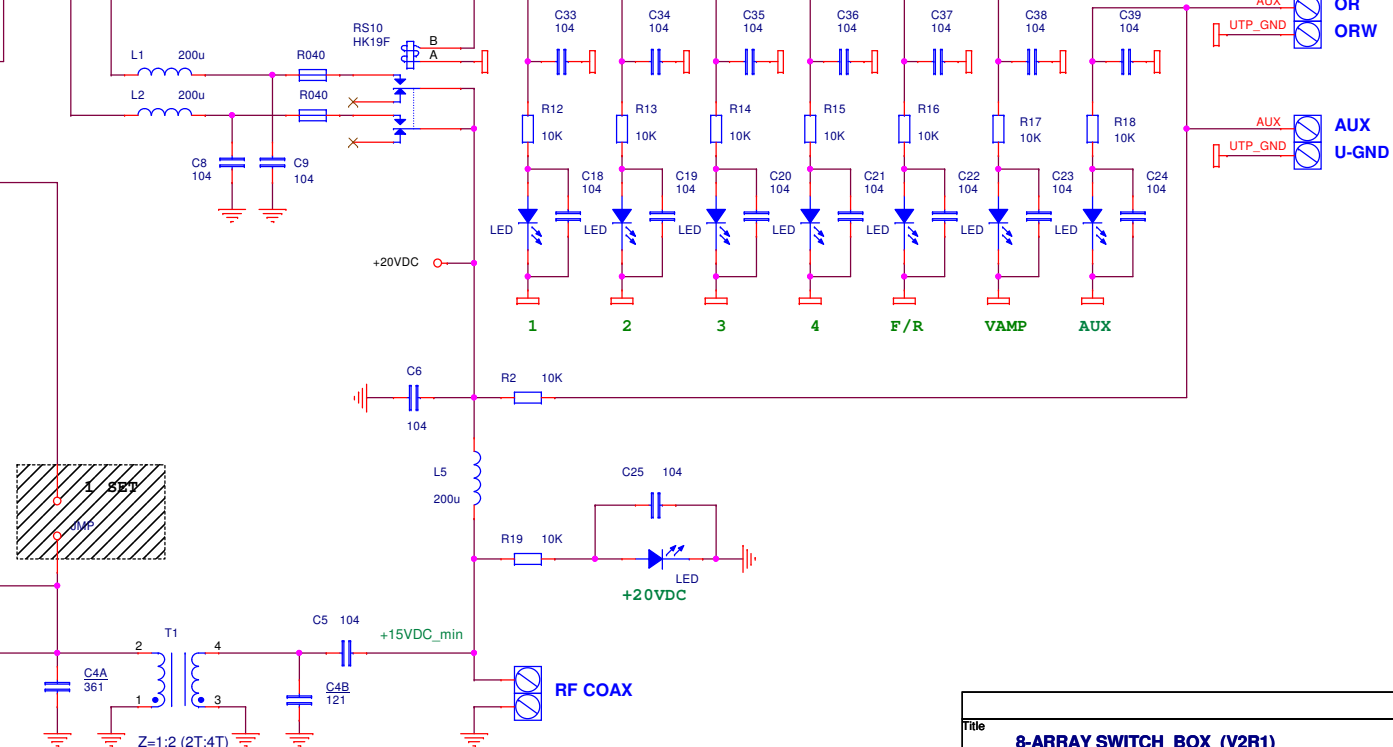 C33
104
C34
104
C35
104
C36
104
C37
104
C38
104
C39
104
AUX
OR
UTP_GND
ORW
RS10
HK19F
B
A
L1 200u
R040
L2 200u
R040
C8
104
C9
104
R12
10K
R13
10K
R14
10K
R15
10K
R16
10K
R17
10K
R18
10K
AUX
AUX
UTP_GND
U-GND
C18
104
C19
104
C20
104
C21
104
C22
104
C23
104
C24
104
LED
LED
LED
LED
LED
LED
LED
+20VDC
1
2
3
4
F/R
VAMP
AUX
C6
104
R2 10K
L5
200u
C25 104
1 SET
JMP
R19 10K
LED
+20VDC
C5 104
+15VDC_min
T1
2
4
1
3
C4A
361
C4B
121
Z=1:2 (2T:4T)
RF COAX
Title
8-ARRAY SWITCH BOX (V2R1)